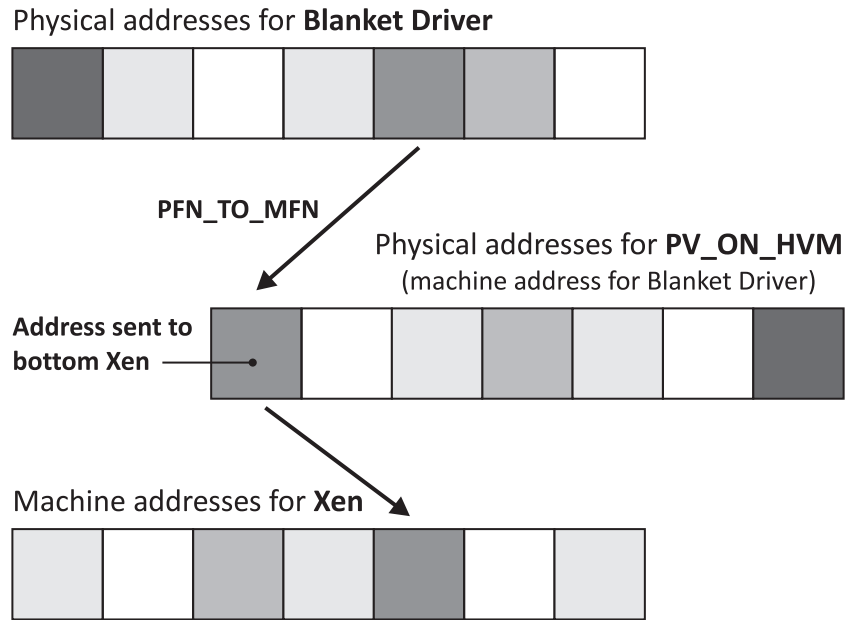 Physical addresses for Blanket Driver
PFN_TO_MFN
Physical addresses for PV_ON_HVM
(machine address for Blanket Driver)
Address sent to
bottom Xen
Machine addresses for Xen